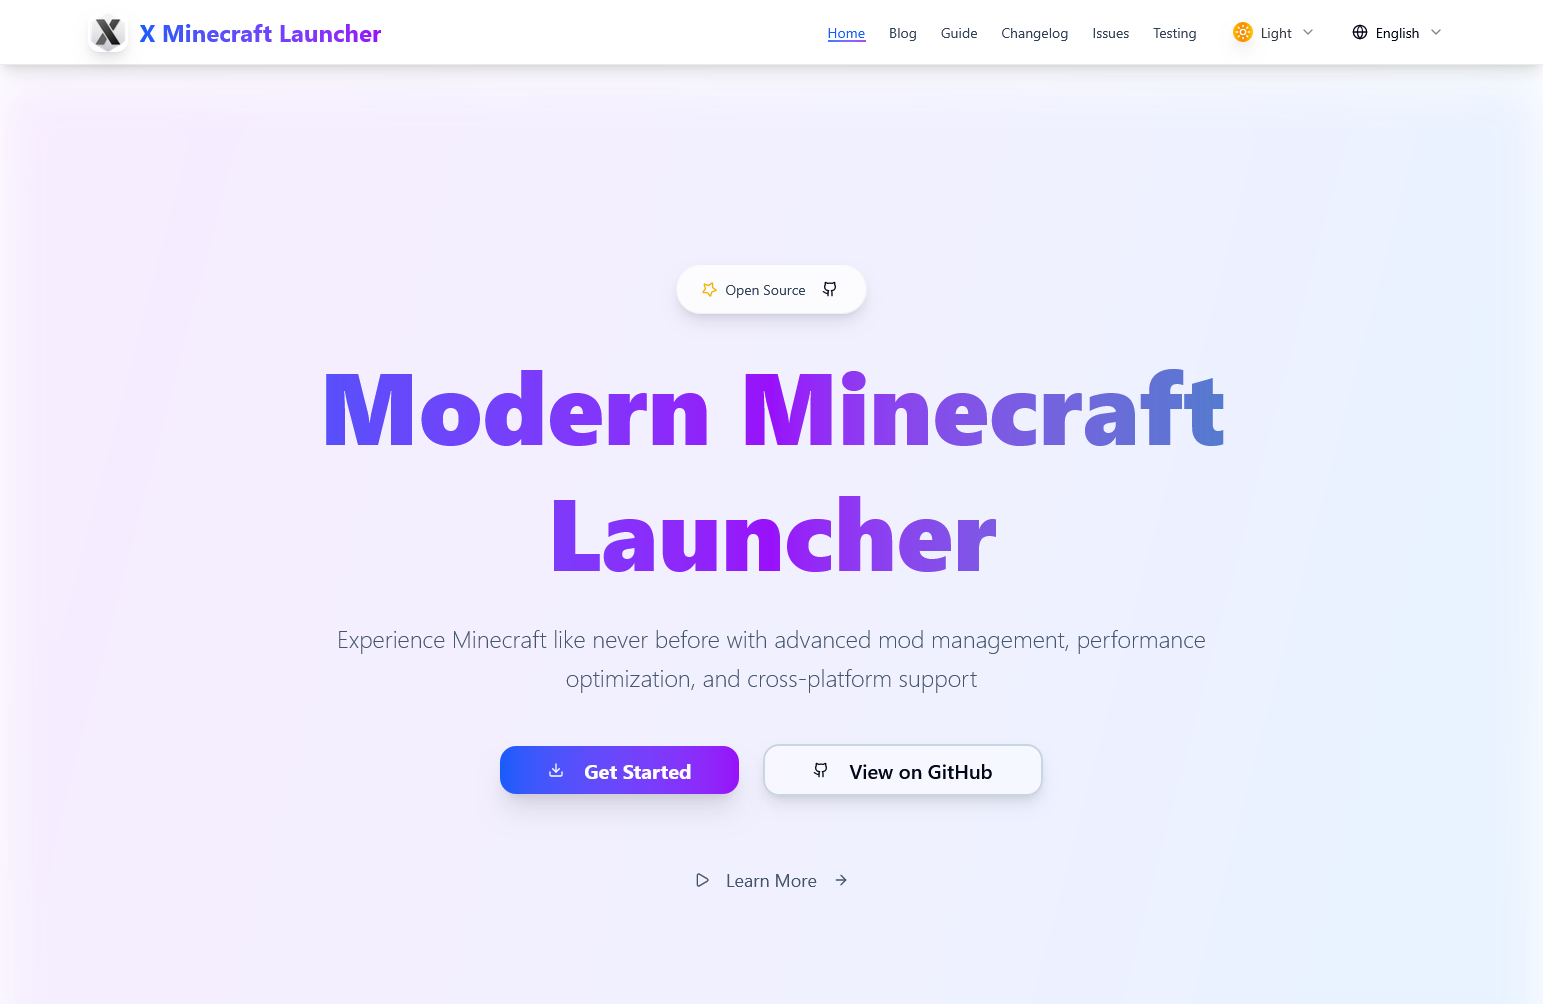 X Minecraft Launcher
Home
Blog
Guide
Changelog
Issues
Testing
Light
English
Open Source
Modern Minecraft
Launcher
Experience Minecraft like never before with advanced mod management, performance
optimization, and cross-platform support
Get Started
View on GitHub
Learn More